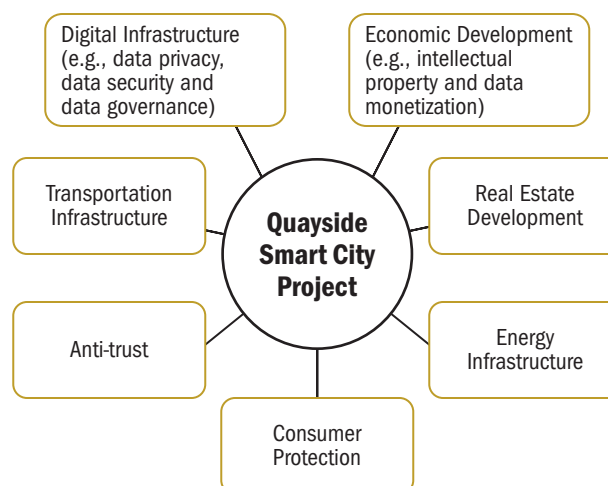 Digital Infrastructure
(e.g., data privacy,
data security and
data governance)
Economic Development
(e.g., intellectual
property and data
monetization)
Transportation
Infrastructure
Quayside
Smart City
Project
Real Estate
Development
Anti-trust
Energy
Infrastructure
Consumer
Protection